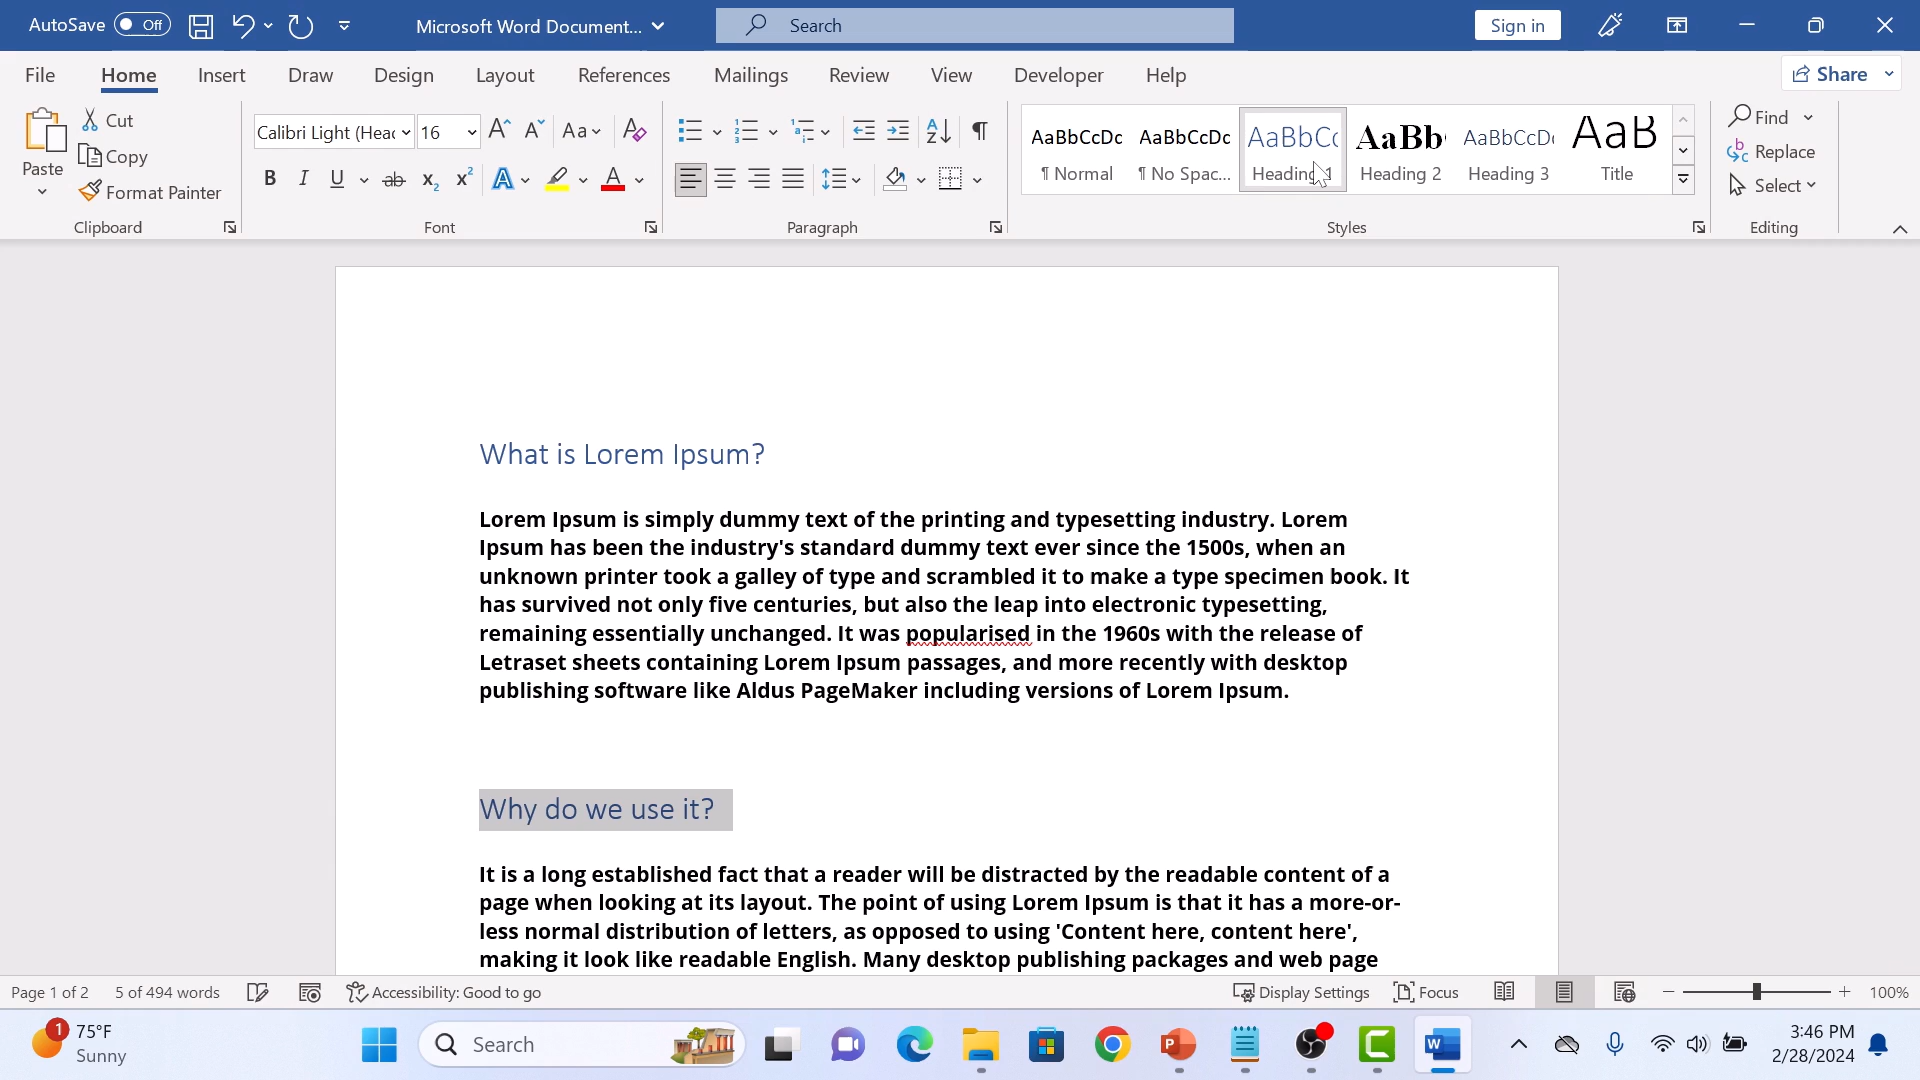 AutoSave Off Microsoft Word Document... Search Sign in
File Home Insert Draw Design Layout References Mailings Review View Developer Help Share
Paste
Cut
Copy
Format Painter
Clipboard
Calibri Light (Heac 16
Font
Paragraph
AaBbCcDc AaBbCcDc AaBbCc AaBb AaBbCcD AaB
¶ Normal ¶ No Spac... Heading 1 Heading 2 Heading 3 Title
Styles
Find
Replace
Select
Editing
What is Lorem Ipsum?
Lorem Ipsum is simply dummy text of the printing and typesetting industry. Lorem
Ipsum has been the industry's standard dummy text ever since the 1500s, when an
unknown printer took a galley of type and scrambled it to make a type specimen book. It
has survived not only five centuries, but also the leap into electronic typesetting,
remaining essentially unchanged. It was popularised in the 1960s with the release of
Letraset sheets containing Lorem Ipsum passages, and more recently with desktop
publishing software like Aldus PageMaker including versions of Lorem Ipsum.
Why do we use it?
It is a long established fact that a reader will be distracted by the readable content of a
page when looking at its layout. The point of using Lorem Ipsum is that it has a more-or-
less normal distribution of letters, as opposed to using 'Content here, content here',
making it look like readable English. Many desktop publishing packages and web page
Page 1 of 2 5 of 494 words Accessibility: Good to go Display Settings Focus 100%
1 75°F
Sunny
Search
3:46 PM
2/28/2024